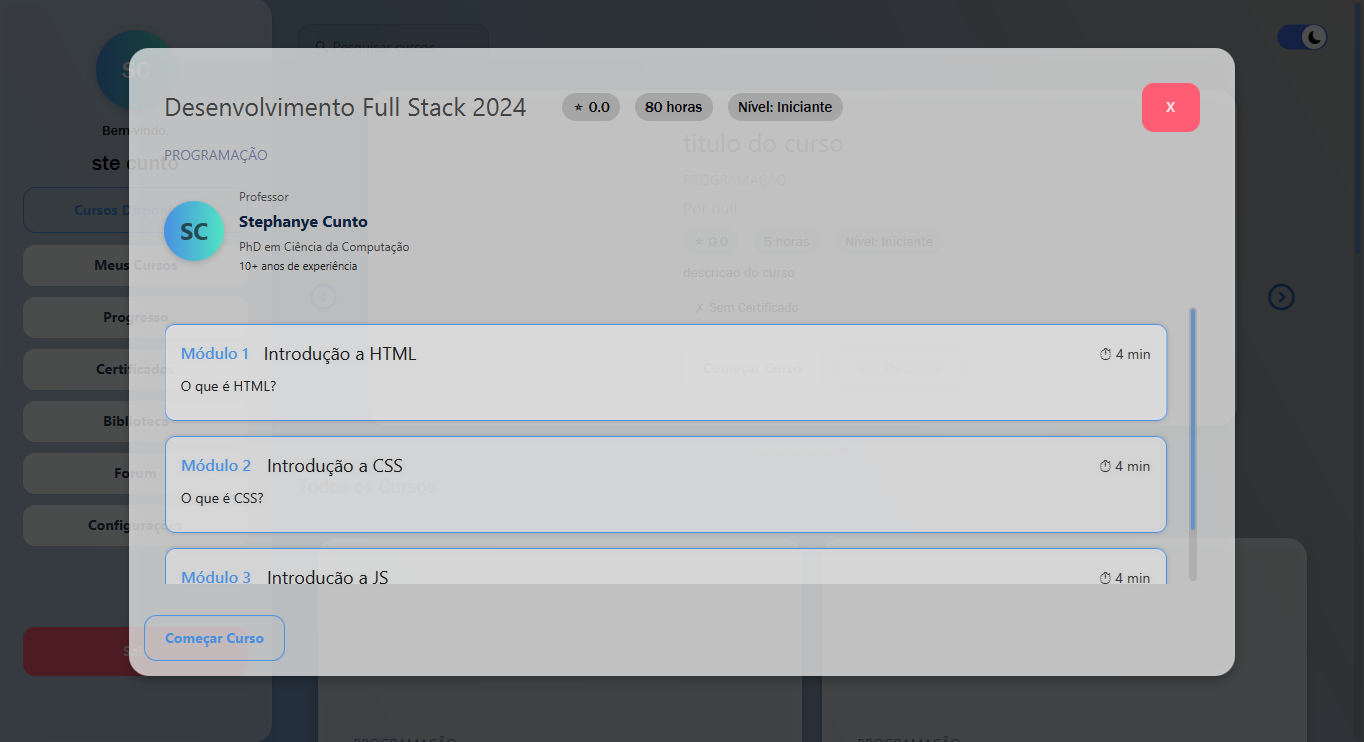 Pesquisar cursos
SC
Bem-vindo,
ste cunto
Cursos Dispon
Meus Cursos
Progresso
Certificados
Biblioteca
Forum
Configurações
Desenvolvimento Full Stack 2024
⭐ 0.0
80 horas
Nível: Iniciante
X
PROGRAMAÇÃO
SC
Professor
Stephanye Cunto
PhD em Ciência da Computação
10+ anos de experiência
titulo do curso
PROGRAMAÇÃO
Por null
⭐ 0.0
5 horas
Nível: Iniciante
descricao do curso
✗ Sem Certificado
Começar Curso
Módulo 1 Introdução a HTML
⏱ 4 min
O que é HTML?
Módulo 2 Introdução a CSS
⏱ 4 min
O que é CSS?
Todos os Cursos
Módulo 3 Introdução a JS
⏱ 4 min
Começar Curso
PROGRAMAÇÃO
PROGRAMAÇÃO